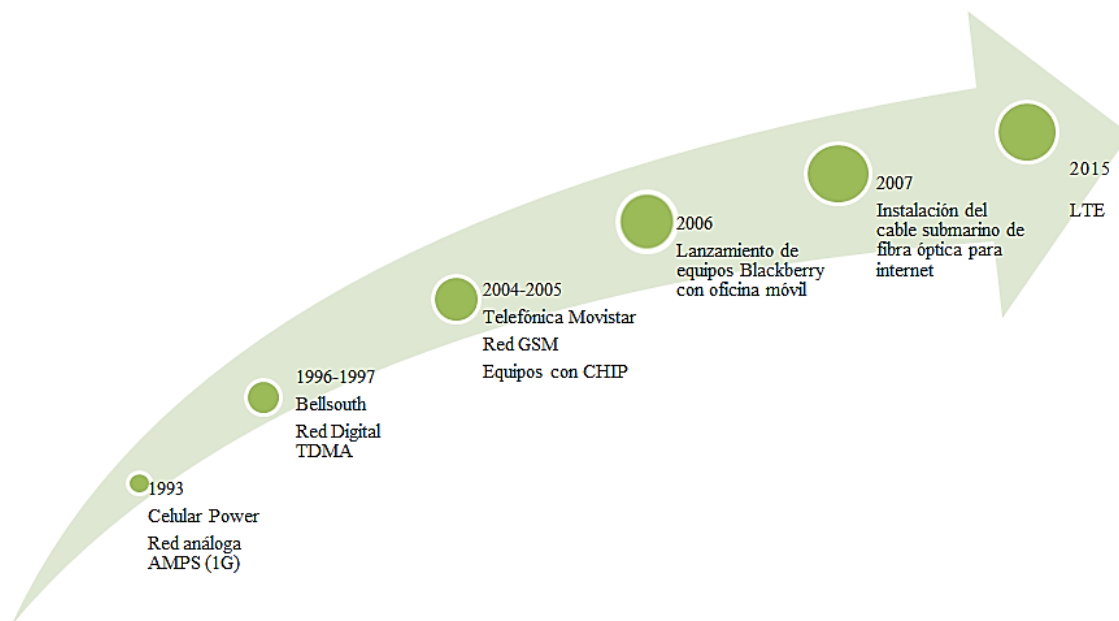 1993
Celular Power
Red análoga
AMPS (1G)
1996-1997
Bellsouth
Red Digital
TDMA
2004-2005
Telefónica Movistar
Red GSM
Equipos con CHIP
2006
Lanzamiento de
equipos Blackberry
con oficina móvil
2007
Instalación del
cable submarino de
fibra óptica para
internet
2015
LTE